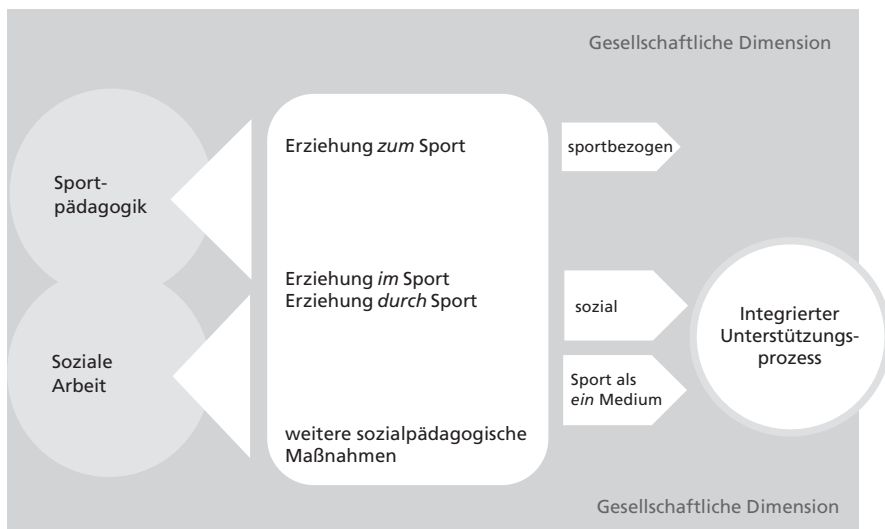 Gesellschaftliche Dimension
Sport-
pädagogik
Soziale
Arbeit
Erziehung zum Sport
Erziehung im Sport
Erziehung durch Sport
weitere sozialpädagogische
Maßnahmen
sportbezogen
sozial
Sport als
ein Medium
Integrierter
Unterstützungs-
prozess
Gesellschaftliche Dimension